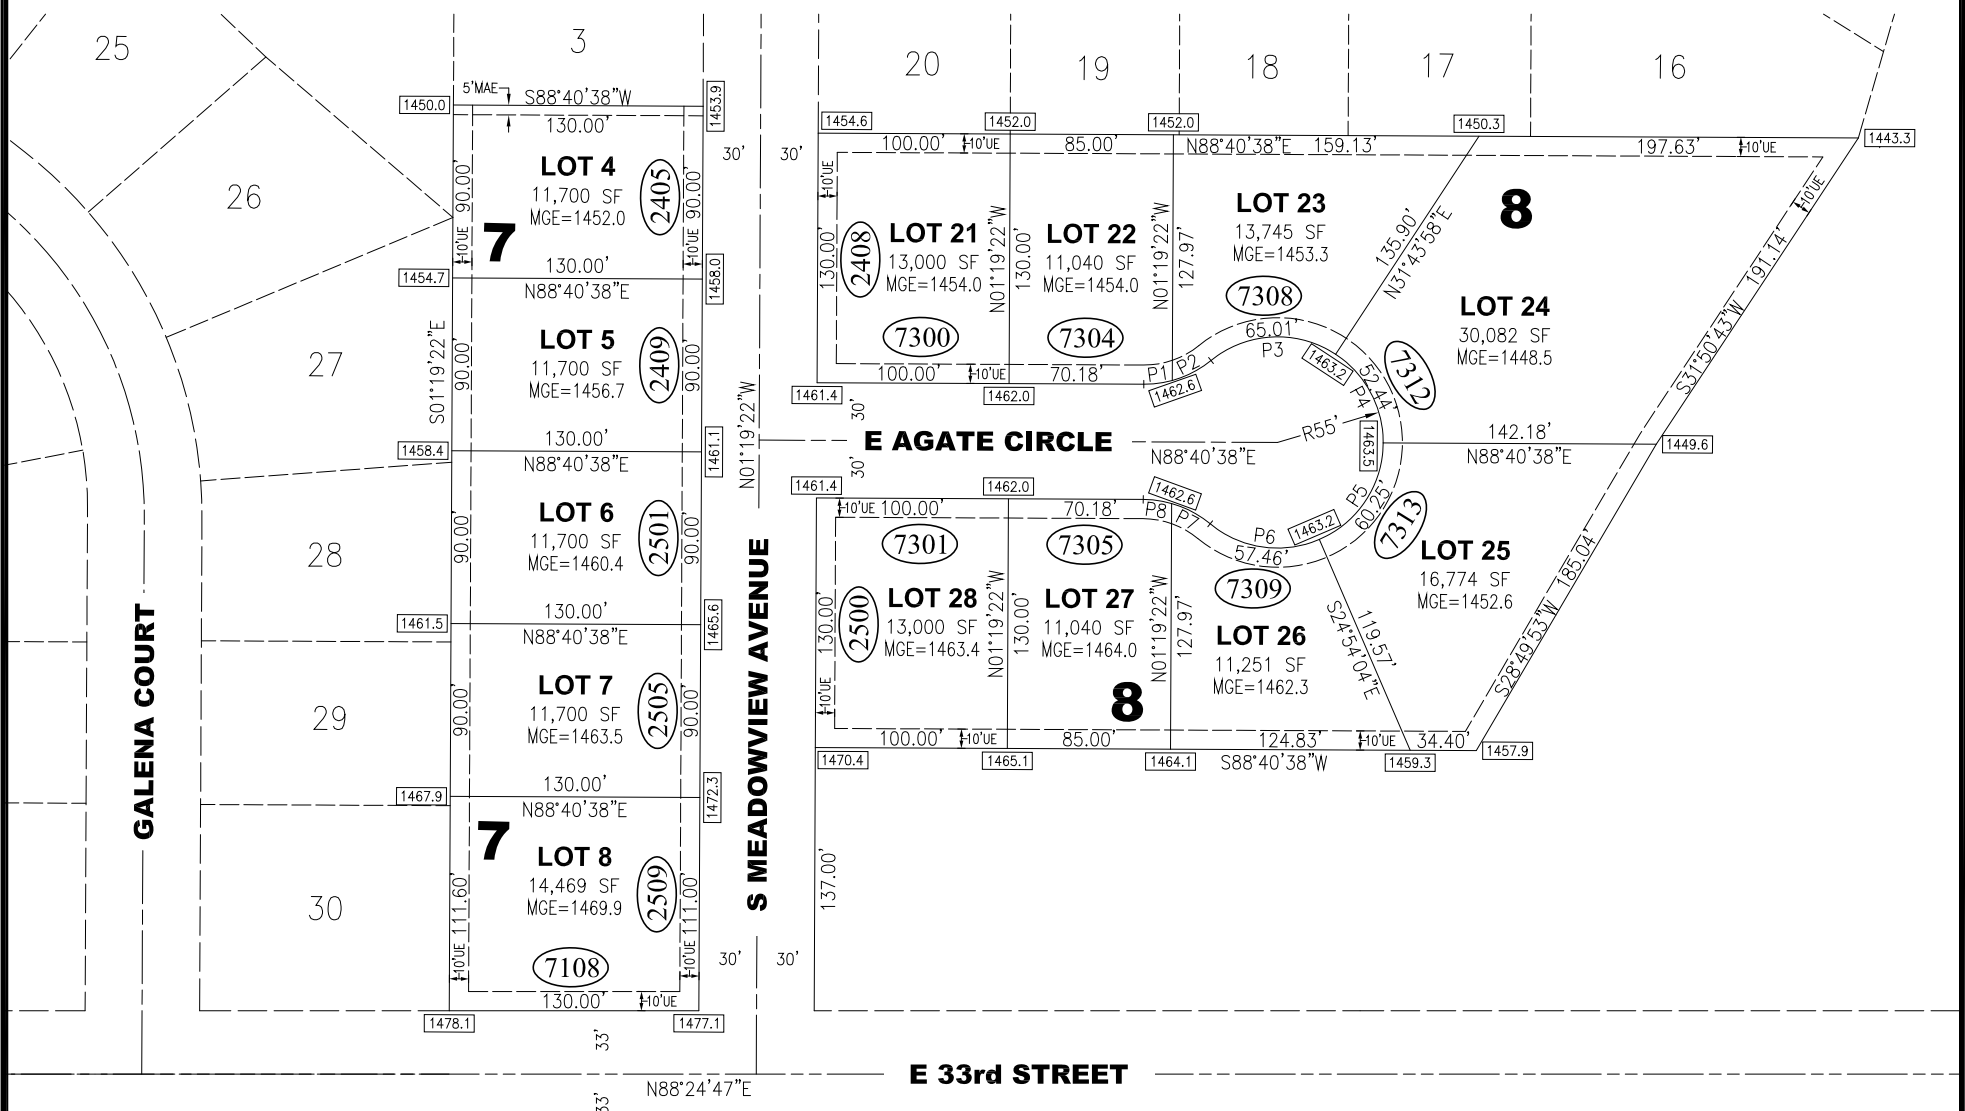 25
26
27
28
29
30
3
20
19
18
17
16
5'MAE
S88°40'38"W
130.00'
1450.0
1453.9
LOT 4
11,700 SF
MGE=1452.0
2405
90.00'
90.00'
7
10'UE
10'UE
130.00'
N88°40'38"E
1454.7
1458.0
S01°19'22"E
LOT 5
11,700 SF
MGE=1456.7
2409
90.00'
90.00'
130.00'
N88°40'38"E
1458.4
1461.1
LOT 6
11,700 SF
MGE=1460.4
2501
90.00'
90.00'
130.00'
N88°40'38"E
1461.5
1465.6
LOT 7
11,700 SF
MGE=1463.5
2505
90.00'
90.00'
130.00'
N88°40'38"E
1467.9
1472.3
7
LOT 8
14,469 SF
MGE=1469.9
2509
111.60'
111.00'
10'UE
10'UE
7108
130.00'
10'UE
1478.1
1477.1
GALENA COURT
S MEADOWVIEW AVENUE
N01°19'22"W
30'
30'
30'
30'
33'
33'
N88°24'47"E
E 33rd STREET
137.00'
1454.6
1452.0
1452.0
1450.3
1443.3
100.00'
10'UE
85.00'
N88°40'38"E
159.13'
197.63'
10'UE
10'UE
10'UE
130.00'
2408
LOT 21
13,000 SF
MGE=1454.0
7300
N01°19'22"W
130.00'
LOT 22
11,040 SF
MGE=1454.0
7304
N01°19'22"W
127.97'
LOT 23
13,745 SF
MGE=1453.3
7308
65.01'
P3
135.90'
N31°43'58"E
8
LOT 24
30,082 SF
MGE=1448.5
7312
52.44'
P4
191.14'
S31°50'43"W
100.00'
10'UE
70.18'
P1
P2
1461.4
1462.0
1462.6
1463.2
1463.5
30'
E AGATE CIRCLE
R55'
N88°40'38"E
142.18'
N88°40'38"E
1449.6
30'
1461.4
1462.0
1462.6
1463.2
10'UE
100.00'
70.18'
P8
P7
P6
57.46'
P5
60.25'
7301
7305
7309
7313
2500
130.00'
10'UE
LOT 28
13,000 SF
MGE=1463.4
N01°19'22"W
130.00'
LOT 27
11,040 SF
MGE=1464.0
N01°19'22"W
127.97'
8
LOT 26
11,251 SF
MGE=1462.3
119.57'
S24°54'04"E
LOT 25
16,774 SF
MGE=1452.6
185.04'
S28°49'53"W
100.00'
10'UE
85.00'
124.83'
10'UE
34.40'
S88°40'38"W
1470.4
1465.1
1464.1
1459.3
1457.9